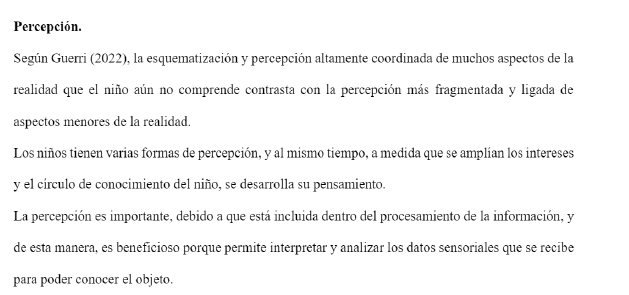 Percepción.
Según Guerri (2022), la esquematización y percepción altamente coordinada de muchos aspectos de la
realidad que el niño aún no comprende contrasta con la percepción más fragmentada y ligada de
aspectos menores de la realidad.
Los niños tienen varias formas de percepción, y al mismo tiempo, a medida que se amplían los intereses
y el círculo de conocimiento del niño, se desarrolla su pensamiento.
La percepción es importante, debido a que está incluida dentro del procesamiento de la información, y
de esta manera, es beneficioso porque permite interpretar y analizar los datos sensoriales que se recibe
para poder conocer el objeto.